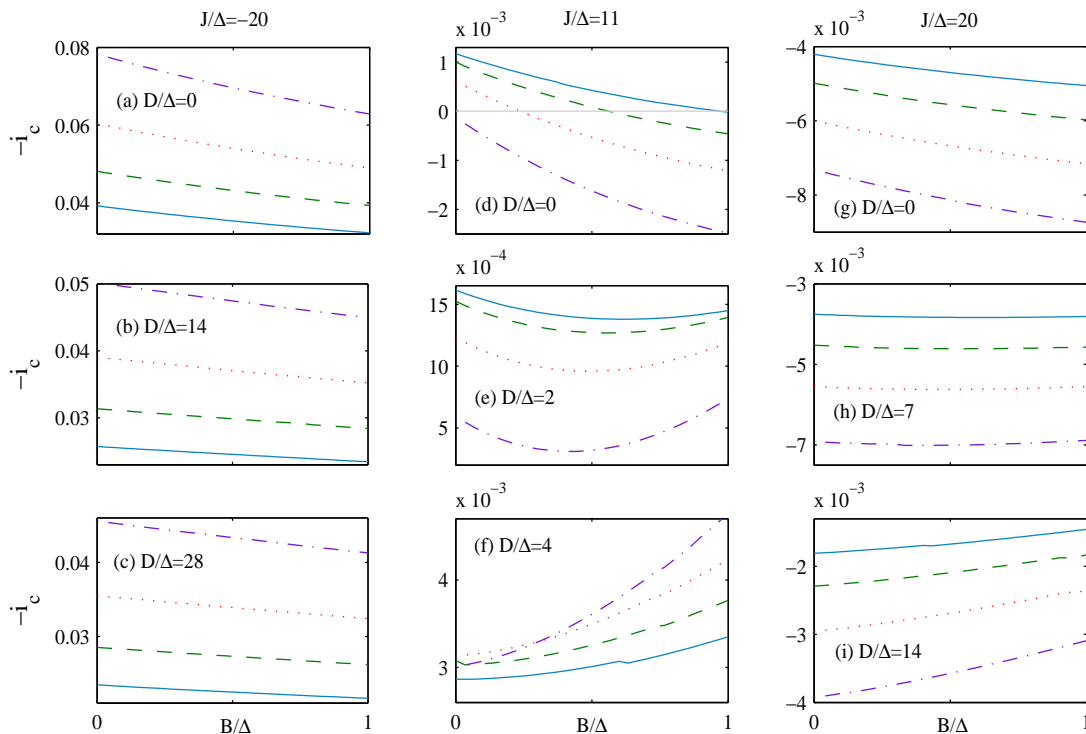 J/Δ=−20
J/Δ=11
J/Δ=20
−i_c
0.08
0.06
0.04
(a) D/Δ=0
x 10^−3
1
0
−1
−2
(d) D/Δ=0
x 10^−3
−4
−6
−8
(g) D/Δ=0
−i_c
0.05
0.04
0.03
(b) D/Δ=14
x 10^−4
15
10
5
(e) D/Δ=2
x 10^−3
−3
−5
−7
(h) D/Δ=7
−i_c
0.04
0.03
(c) D/Δ=28
0
1
B/Δ
x 10^−3
4
3
(f) D/Δ=4
0
1
B/Δ
x 10^−3
−2
−3
−4
(i) D/Δ=14
0
1
B/Δ